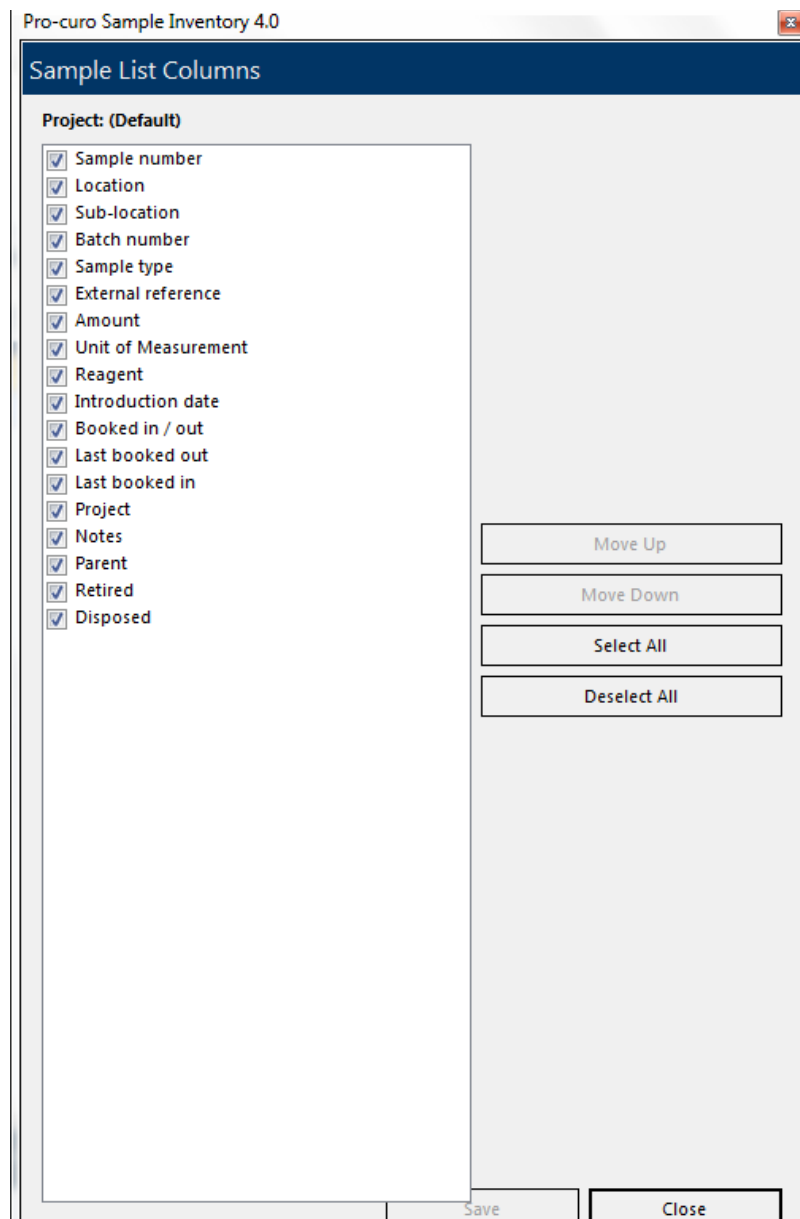 Pro-curo Sample Inventory 4.0
Sample List Columns
Project: (Default)
Sample number
Location
Sub-location
Batch number
Sample type
External reference
Amount
Unit of Measurement
Reagent
Introduction date
Booked in / out
Last booked out
Last booked in
Project
Notes
Parent
Retired
Disposed
Move Up
Move Down
Select All
Deselect All
Save
Close